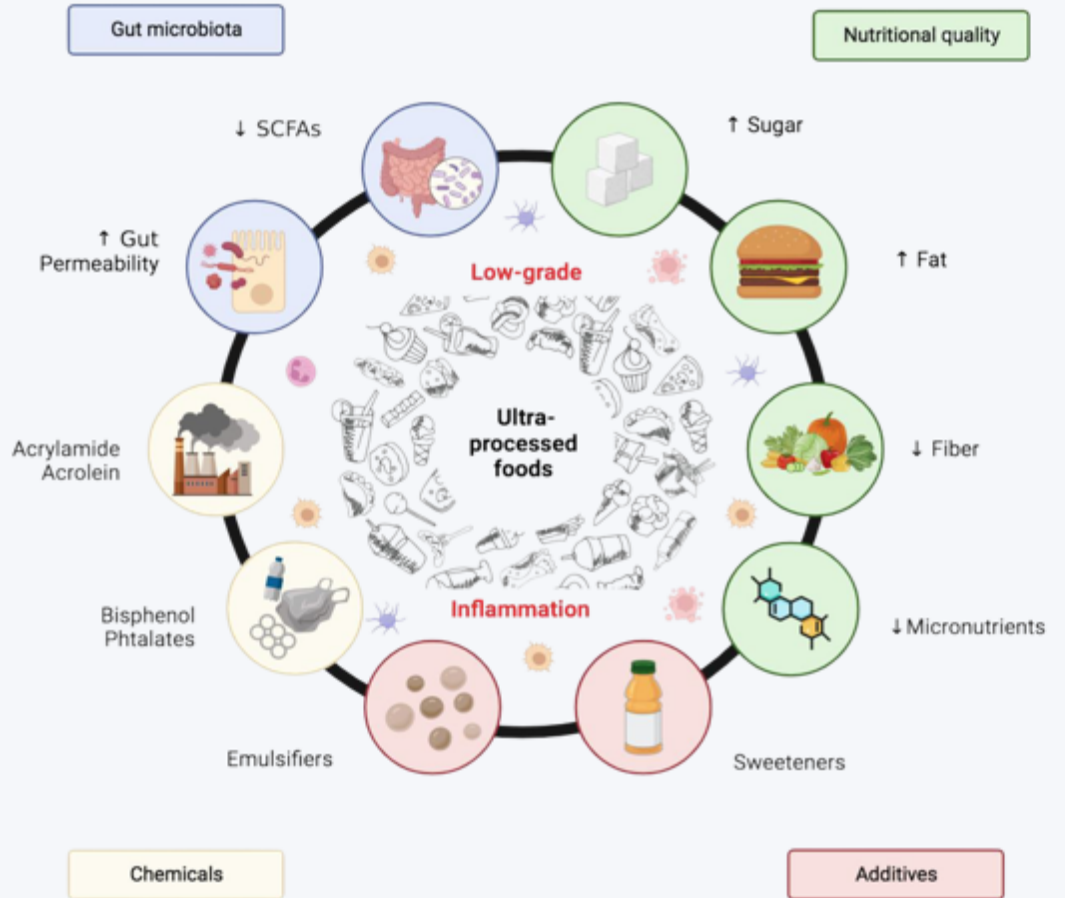 Gut microbiota
Nutritional quality
↓ SCFAs
↑ Sugar
↑ Gut
Permeability
↑ Fat
Low-grade
Ultra-
processed
foods
Acrylamide
Acrolein
↓ Fiber
Inflammation
Bisphenol
Phtalates
↓Micronutrients
Emulsifiers
Sweeteners
Chemicals
Additives